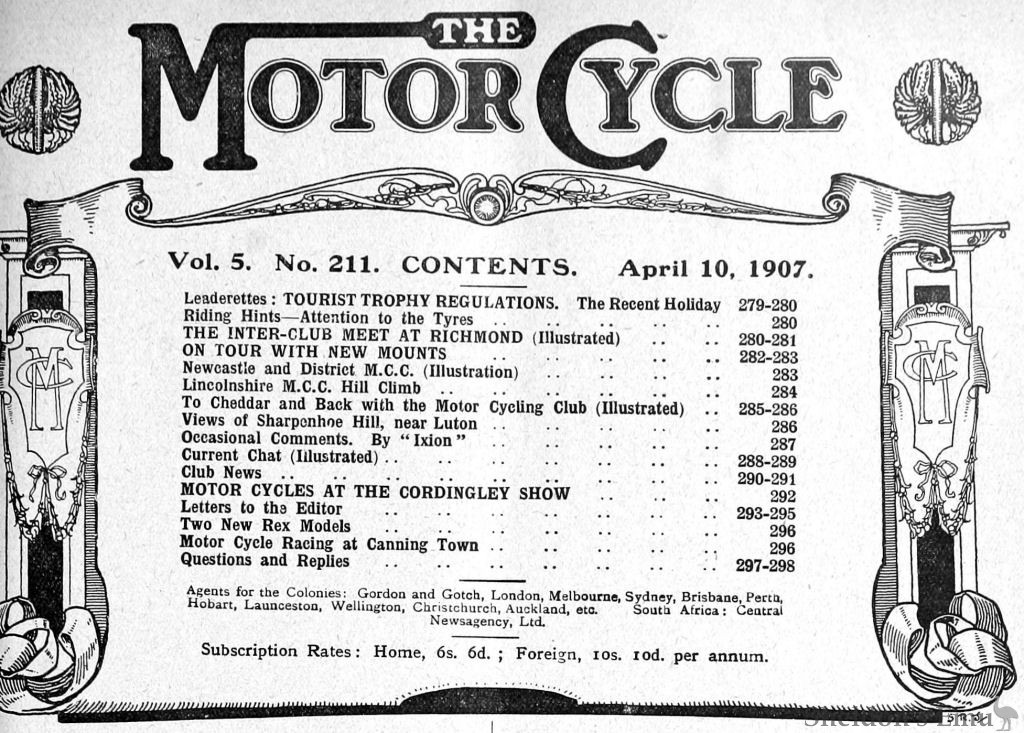 THE
MOTOR CYCLE
Vol. 5. No. 211. CONTENTS. April 10, 1907.
Leaderettes: TOURIST TROPHY REGULATIONS. The Recent Holiday 279-280
Riding Hints—Attention to the Tyres .. .. .. .. .. 280
THE INTER-CLUB MEET AT RICHMOND (Illustrated) .. .. 280-281
ON TOUR WITH NEW MOUNTS .. .. .. .. .. 282-283
Newcastle and District M.C.C. (Illustration) .. .. .. .. 283
Lincolnshire M.C.C. Hill Climb .. .. .. .. .. .. 284
To Cheddar and Back with the Motor Cycling Club (Illustrated) .. 285-286
Views of Sharpenhoe Hill, near Luton .. .. .. .. .. 286
Occasional Comments. By "Ixion" .. .. .. .. .. 287
Current Chat (Illustrated) .. .. .. .. .. .. .. 288-289
Club News .. .. .. .. .. .. .. .. .. 290-291
MOTOR CYCLES AT THE CORDINGLEY SHOW .. .. .. 292
Letters to the Editor .. .. .. .. .. .. .. 293-295
Two New Rex Models .. .. .. .. .. .. .. 296
Motor Cycle Racing at Canning Town .. .. .. .. .. 296
Questions and Replies .. .. .. .. .. .. .. 297-298
Agents for the Colonies: Gordon and Gotch, London, Melbourne, Sydney, Brisbane, Perth,
Hobart, Launceston, Wellington, Christchurch, Auckland, etc. South Africa: Central
Newsagency, Ltd.
Subscription Rates: Home, 6s. 6d.; Foreign, 10s. 10d. per annum.
MC
MC
Sheldon's Emu